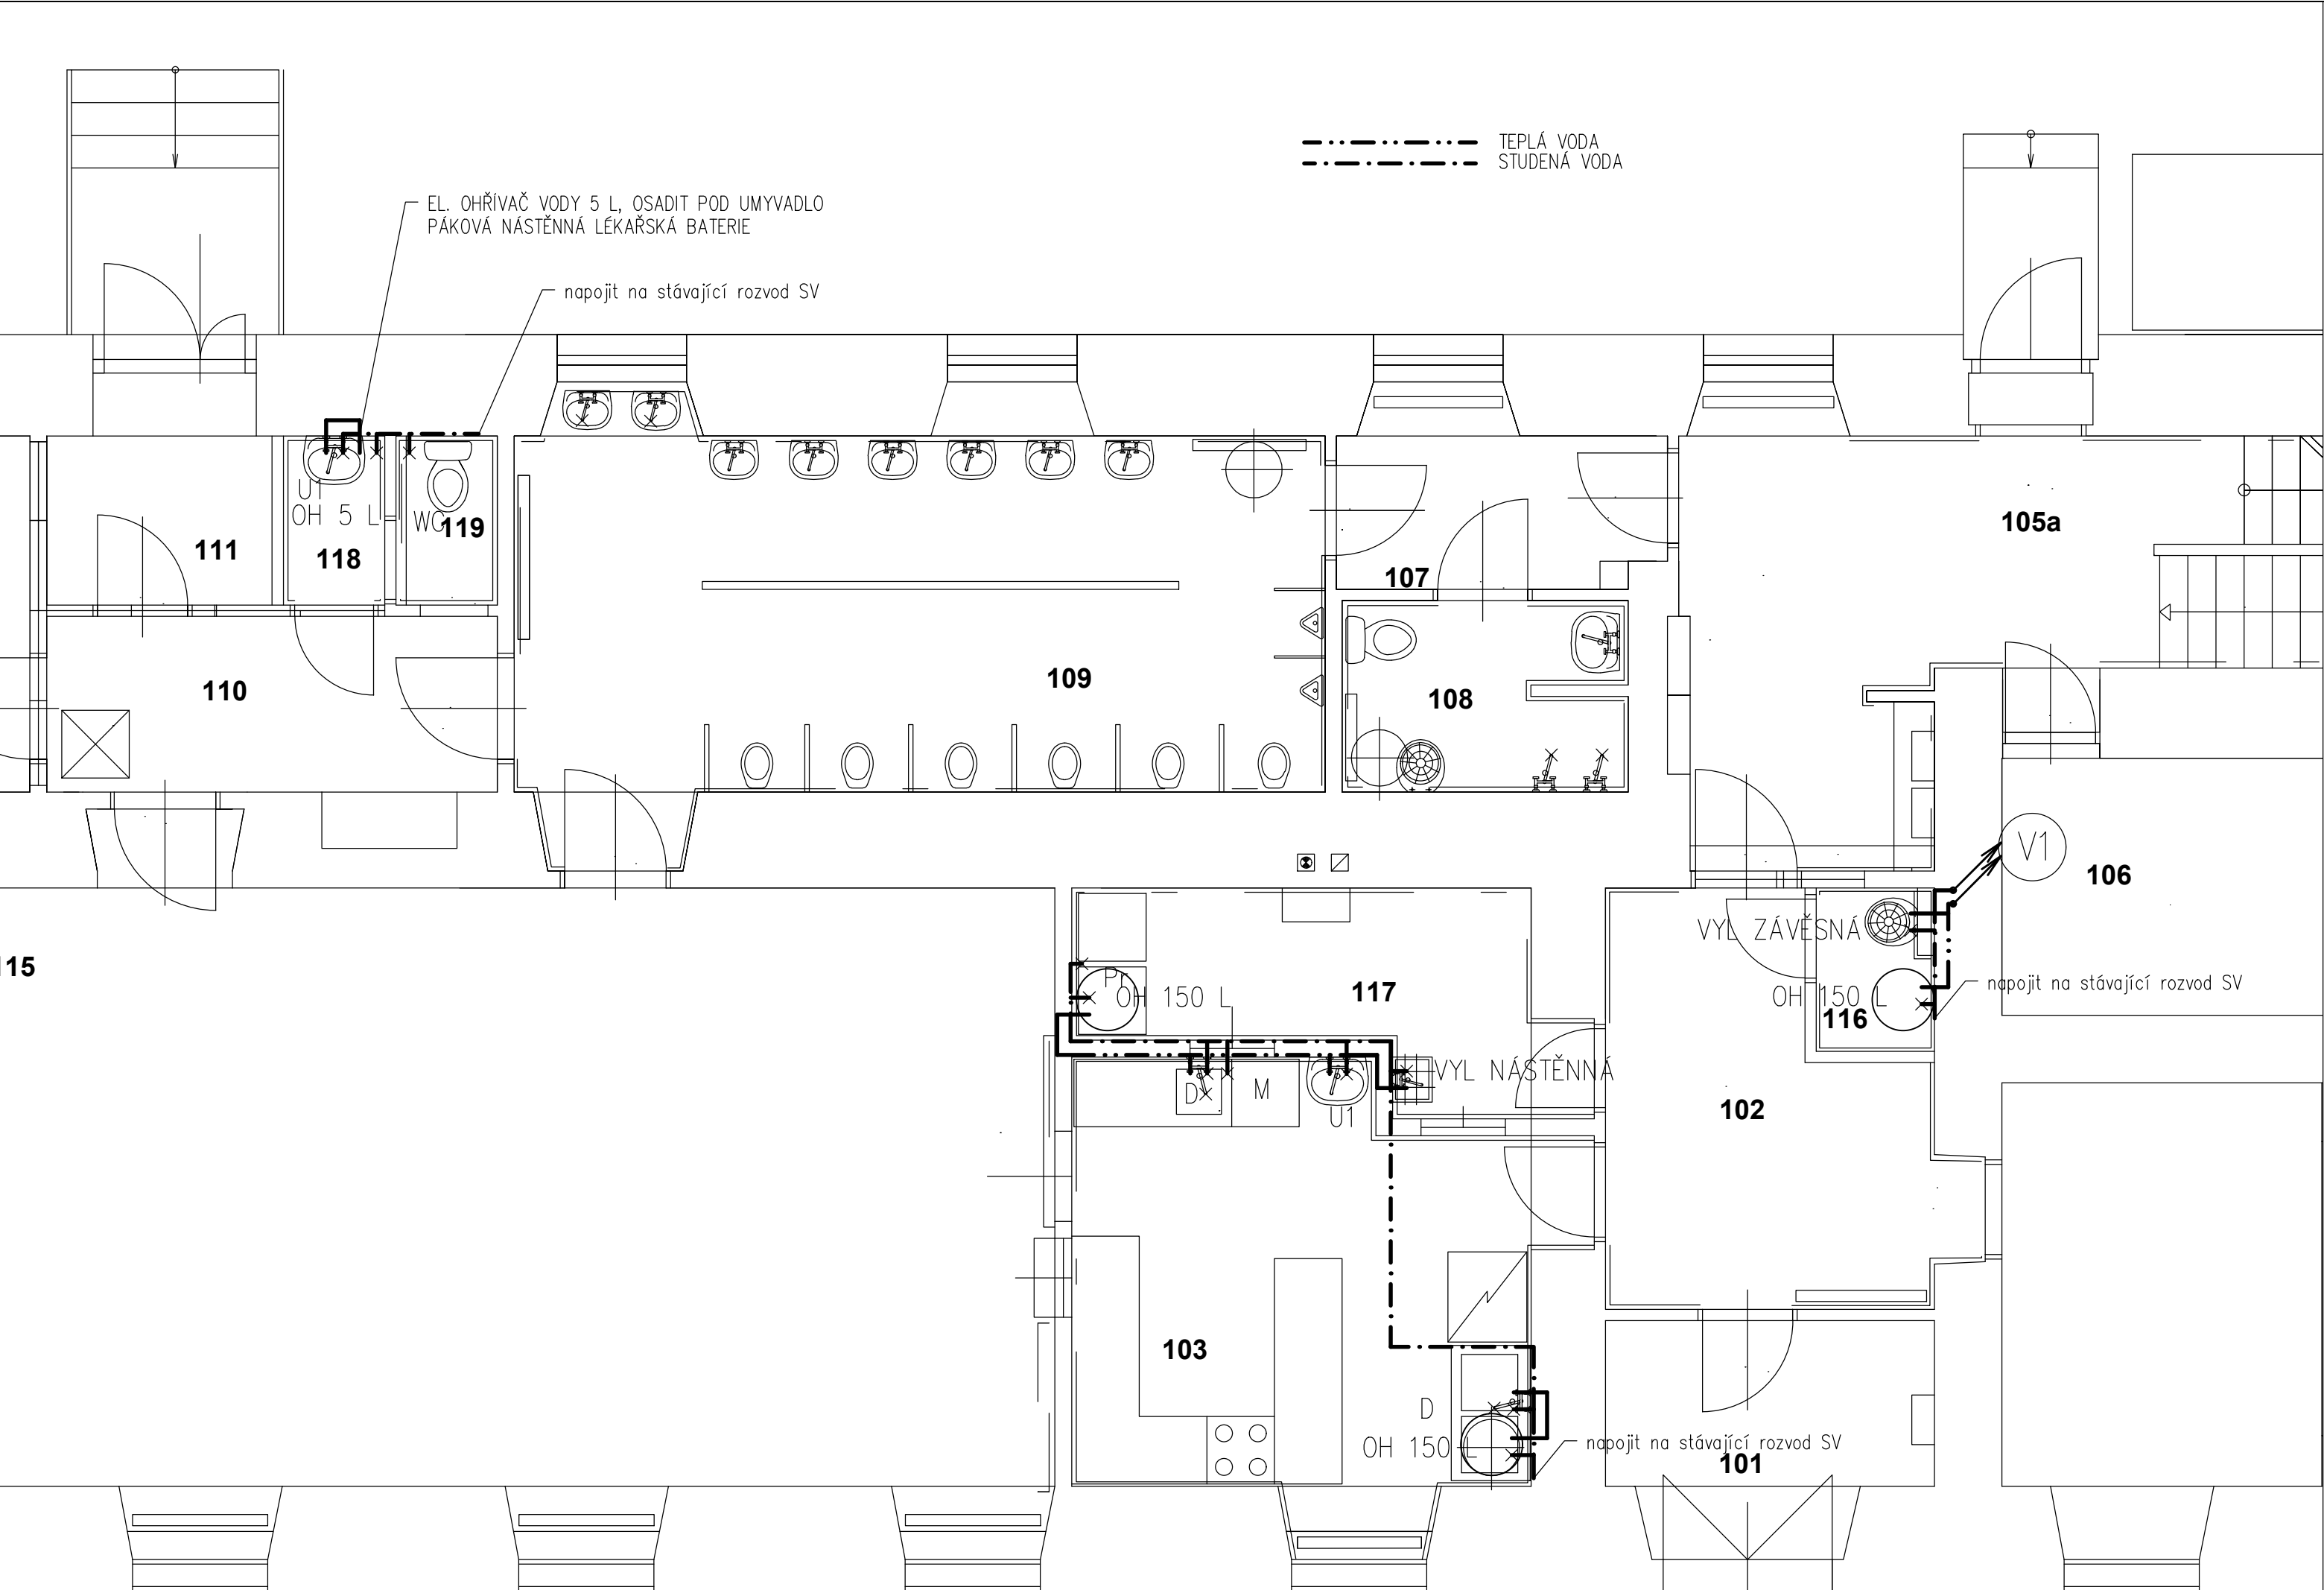 TEPLÁ VODA
STUDENÁ VODA
EL. OHŘÍVAČ VODY 5 L, OSADIT POD UMYVADLO
PÁKOVÁ NÁSTĚNNÁ LÉKAŘSKÁ BATERIE
napojit na stávající rozvod SV
U1
OH 5 L
WC
119
111
118
105a
107
110
109
108
V1
106
VYL ZÁVĚSNÁ
115
Pr
OH 150 L
117
napojit na stávající rozvod SV
OH 150 L
116
VYL NÁSTĚNNÁ
D
M
U1
102
103
D
OH 150 L
napojit na stávající rozvod SV
101